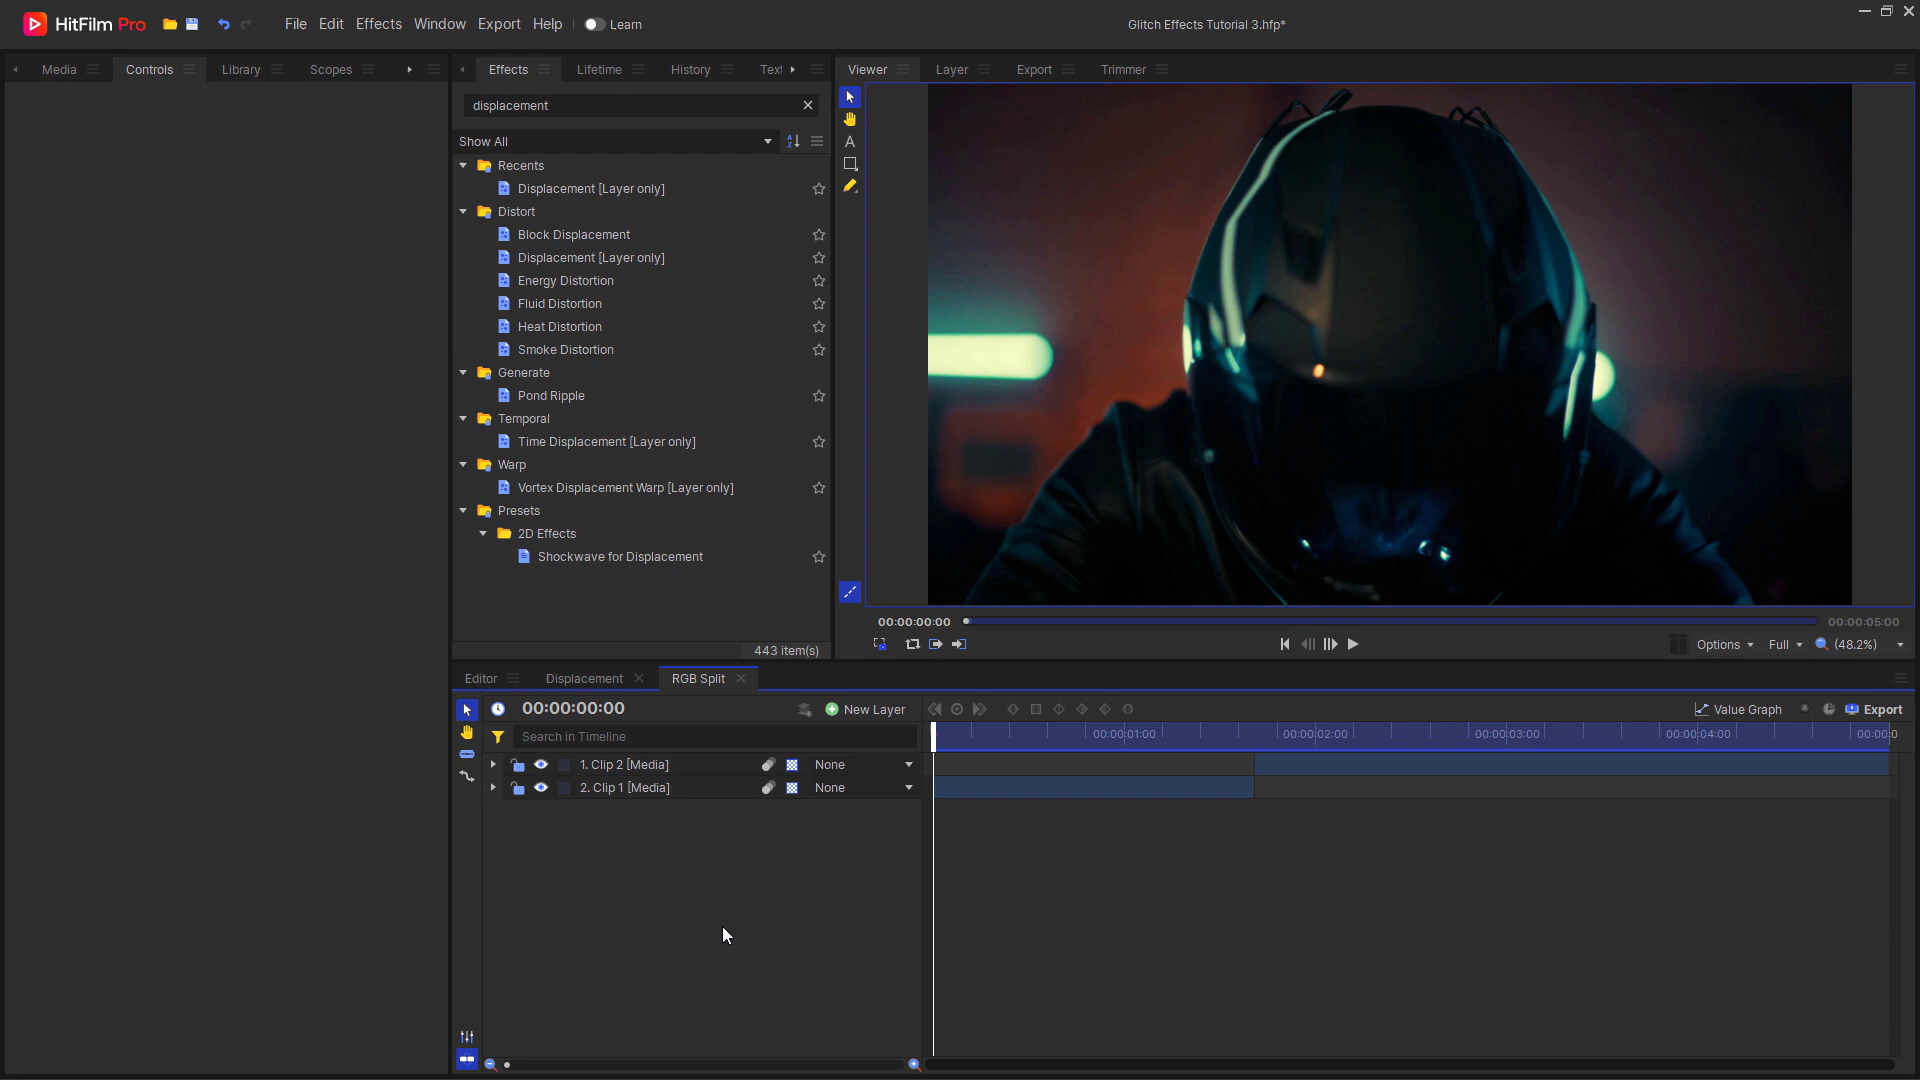 HitFilm Pro
File Edit Effects Window Export Help Learn
Glitch Effects Tutorial 3.hfp*
Media Controls Library Scopes
Effects Lifetime History Text
Viewer Layer Export Trimmer
displacement
Show All
Recents
Displacement [Layer only]
Distort
Block Displacement
Displacement [Layer only]
Energy Distortion
Fluid Distortion
Heat Distortion
Smoke Distortion
Generate
Pond Ripple
Temporal
Time Displacement [Layer only]
Warp
Vortex Displacement Warp [Layer only]
Presets
2D Effects
Shockwave for Displacement
443 item(s)
A
00:00:00:00
00:00:05:00
Options Full (48.2%)
Editor Displacement RGB Split
00:00:00:00 New Layer
Value Graph Export
Search in Timeline
00:00:01:00 00:00:02:00 00:00:03:00 00:00:04:00 00:00:0
1. Clip 2 [Media] None
2. Clip 1 [Media] None